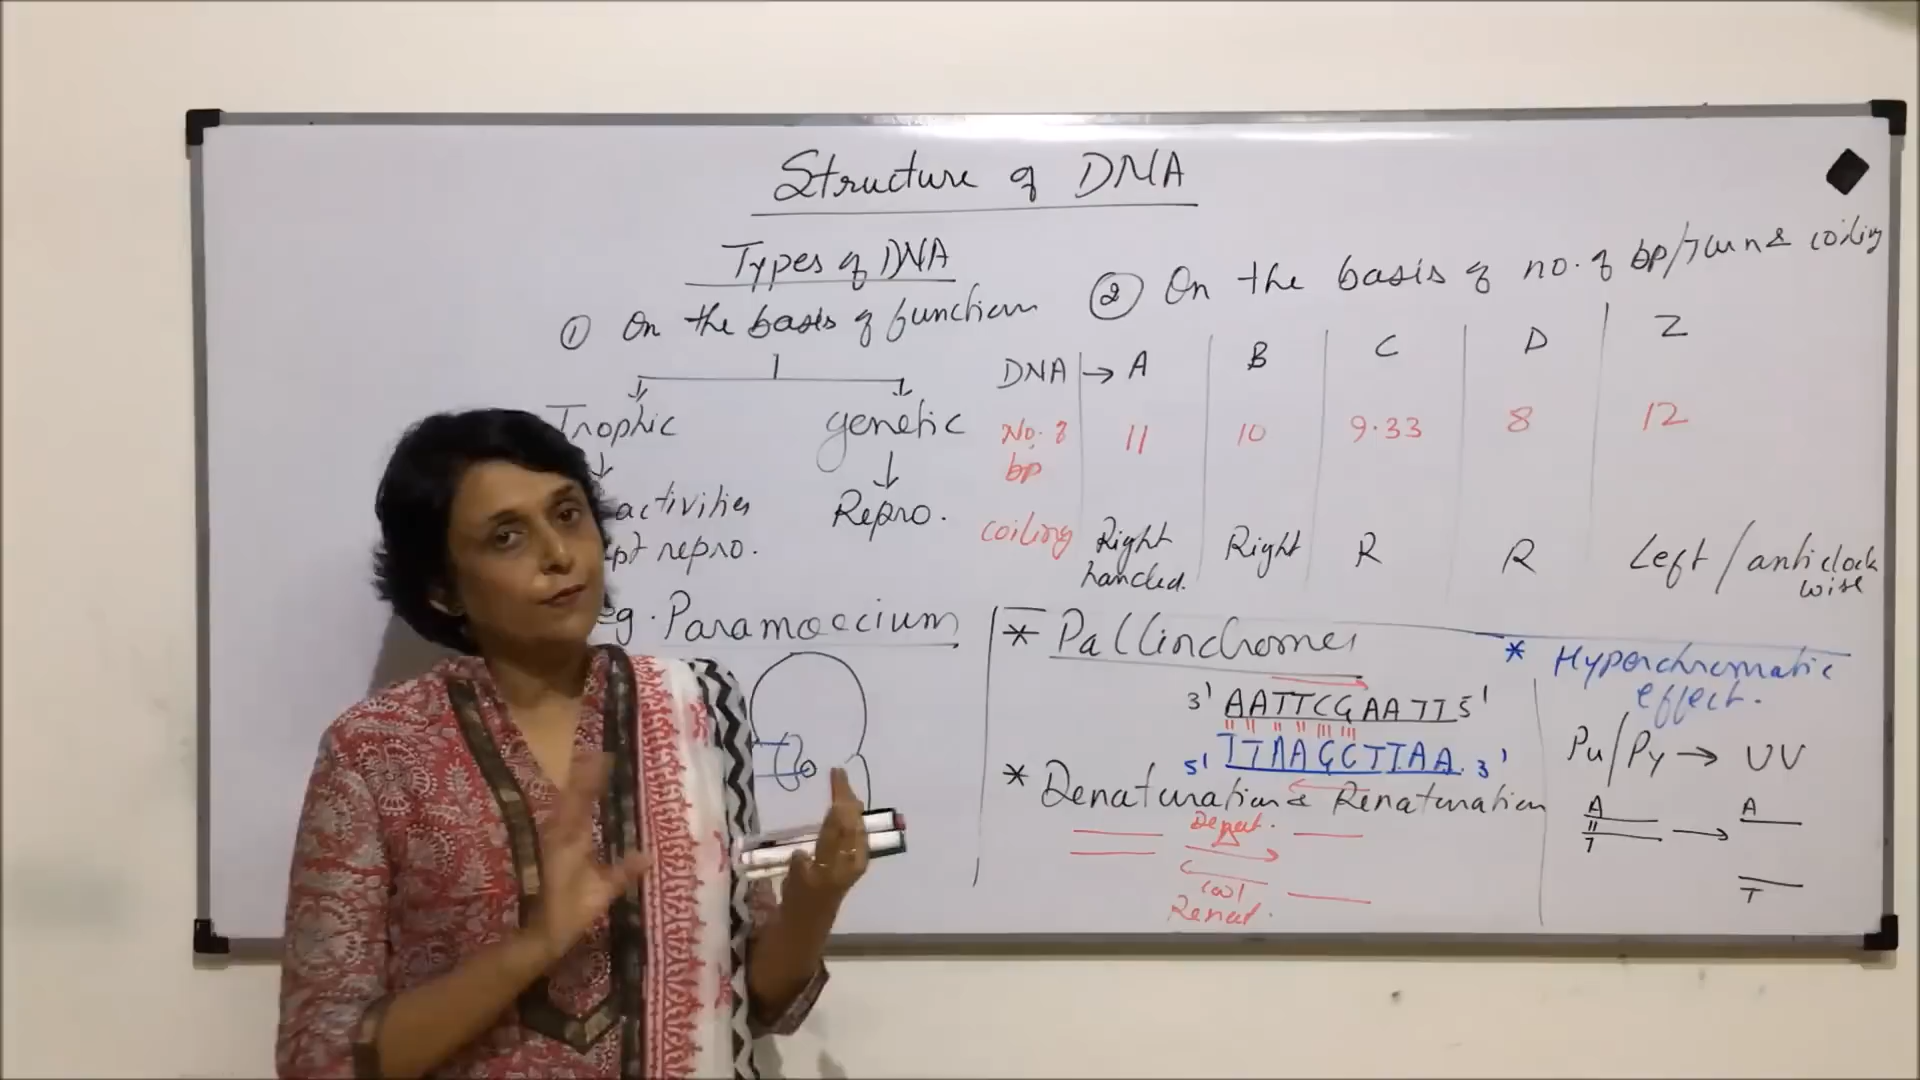 Structure of DNA
Types of DNA
① On the basis of function
Trophic genetic
activities
pt repro.
Repro.
eg. Paramoecium
② On the basis of no. of bp/turn & coiling
DNA → A B C D Z
No. of bp 11 10 9.33 8 12
coiling Right handed. Right R R Left / anticlock wise
* Pallindromes
3' AATTCGAATT 5'
5' TTAAGCTTAA 3'
* Denaturation & Renaturation
Denat.
cool
Renat.
* Hyperchromatic
effect.
Pu/Py → UV
A → A
T T